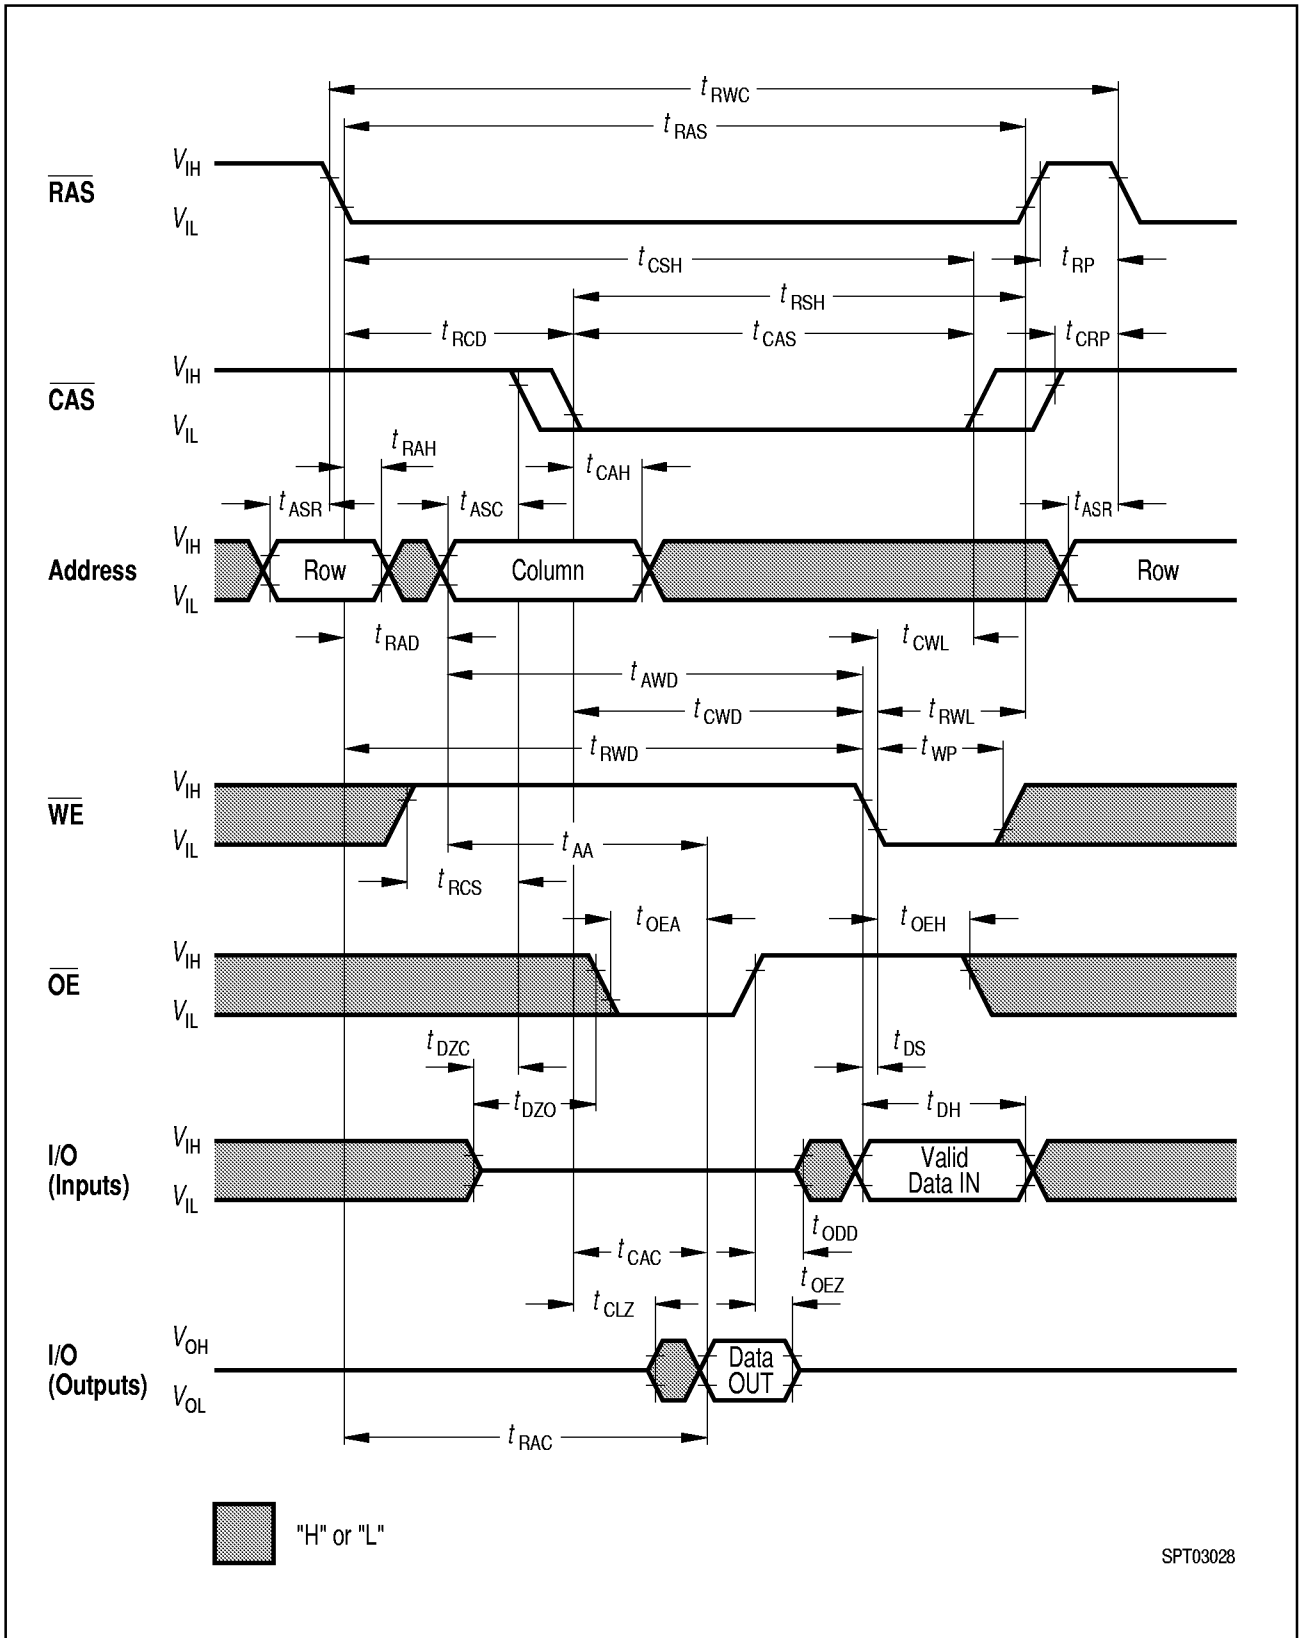 tRWC
tRAS
RAS
VIH
VIL
tCSH
tRP
tRSH
tRCD
tCAS
tCRP
CAS
VIH
VIL
tRAH
tCAH
tASR
tASC
tASR
Address
VIH
VIL
Row
Column
Row
tRAD
tCWL
tAWD
tCWD
tRWL
tRWD
tWP
WE
VIH
VIL
tAA
tRCS
tOEA
tOEH
OE
VIH
VIL
tDZC
tDS
tDZO
tDH
I/O
(Inputs)
VIH
VIL
Valid
Data IN
tODD
tCAC
tOEZ
tCLZ
I/O
(Outputs)
VOH
VOL
Data
OUT
tRAC
"H" or "L"
SPT03028